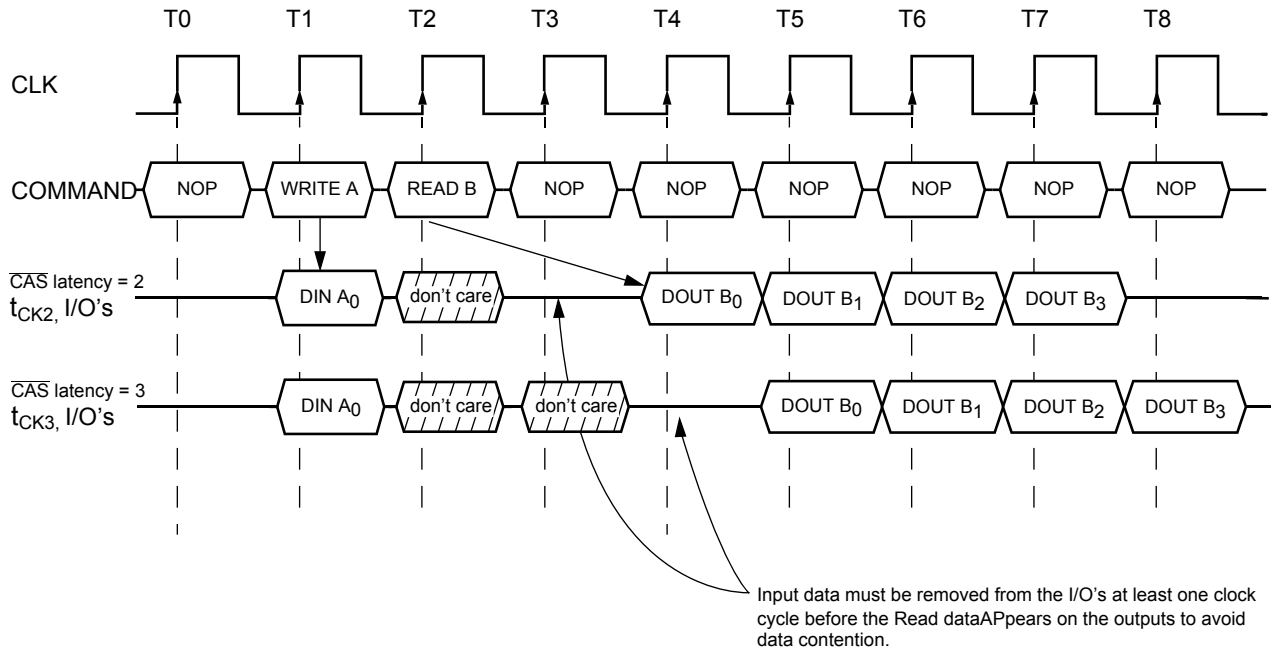 T0 T1 T2 T3 T4 T5 T6 T7 T8
CLK
COMMAND NOP WRITE A READ B NOP NOP NOP NOP NOP NOP
CAS latency = 2
tCK2, I/O's DIN A0 don't care DOUT B0 DOUT B1 DOUT B2 DOUT B3
CAS latency = 3
tCK3, I/O's DIN A0 don't care don't care DOUT B0 DOUT B1 DOUT B2 DOUT B3
Input data must be removed from the I/O's at least one clock
cycle before the Read dataAPpears on the outputs to avoid
data contention.